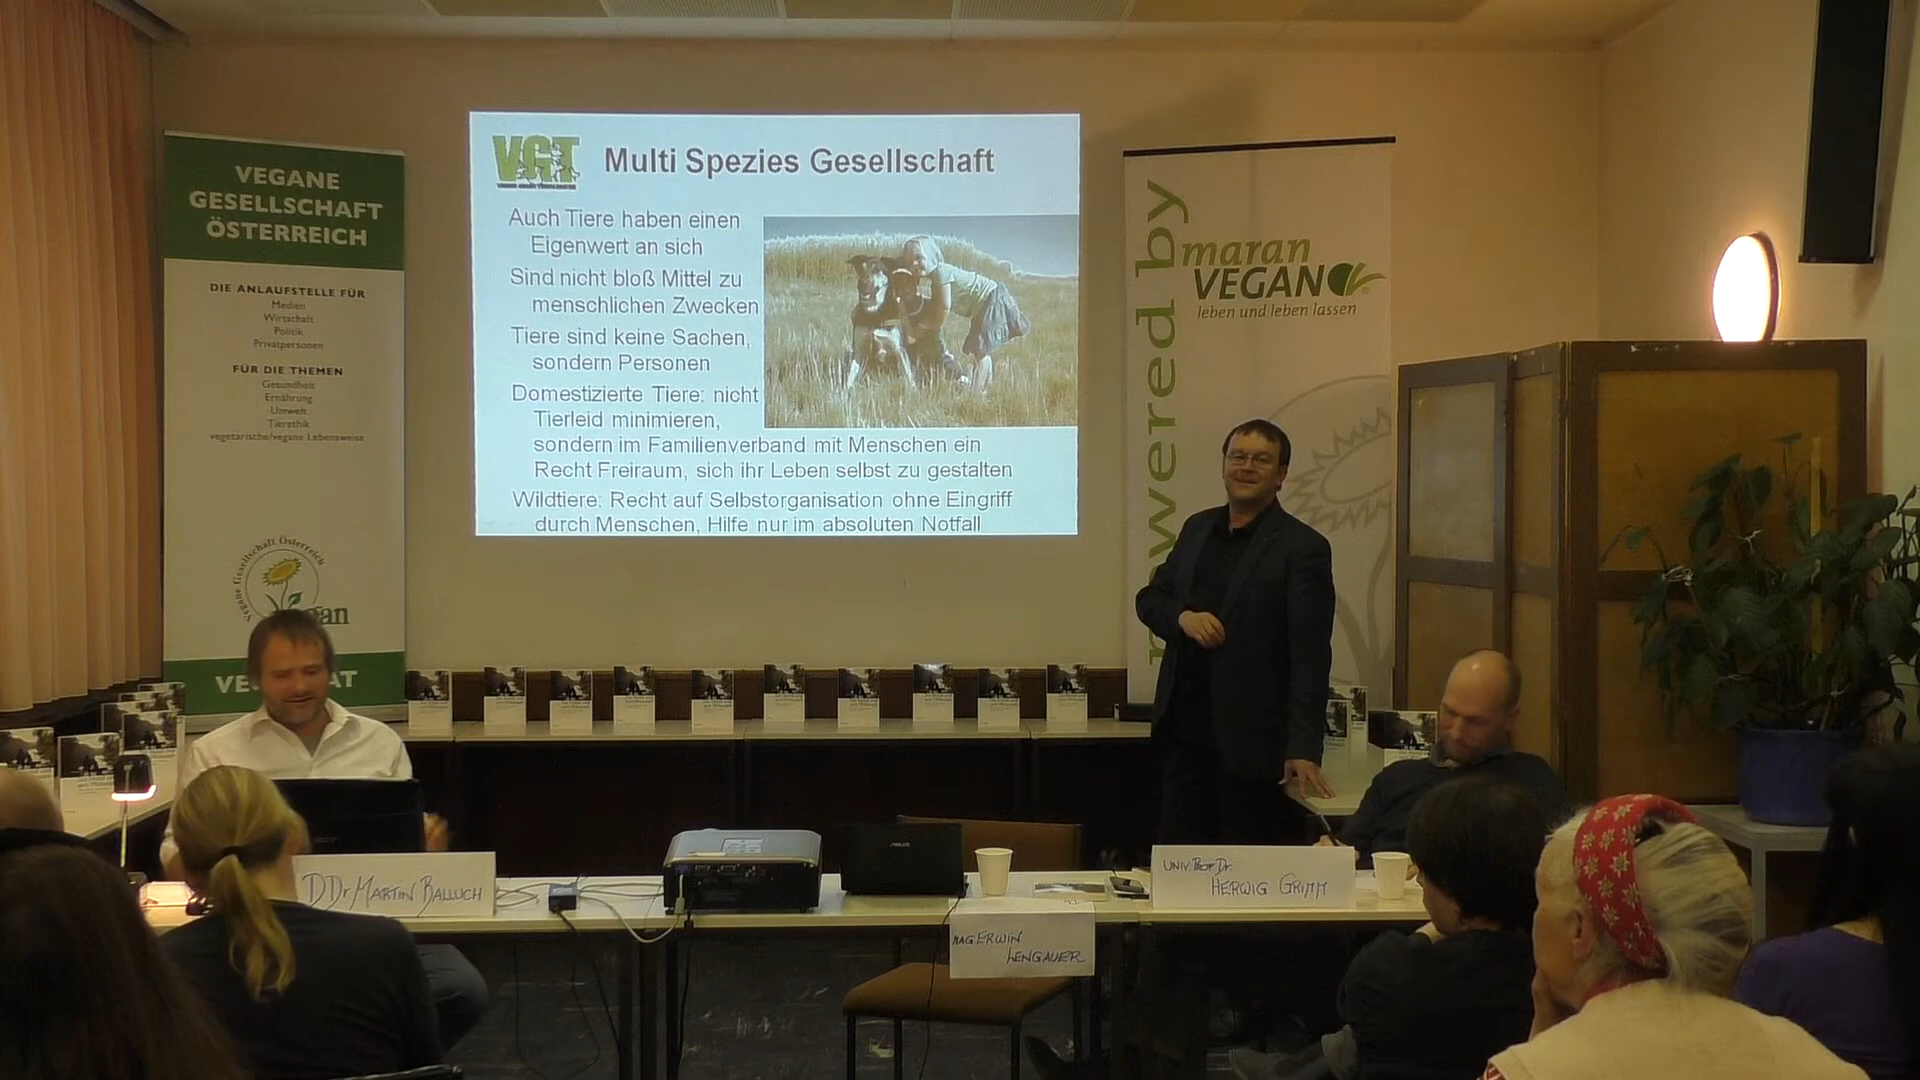 VEGANE
GESELLSCHAFT
ÖSTERREICH
DIE ANLAUFSTELLE FÜR
Medien
Wirtschaft
Politik
Privatpersonen
FÜR DIE THEMEN
Gesundheit
Ernährung
Umwelt
Tierethik
vegetarische/vegane Lebensweise
Vegane Gesellschaft Österreich
VGT
Multi Spezies Gesellschaft
Auch Tiere haben einen
Eigenwert an sich
Sind nicht bloß Mittel zu
menschlichen Zwecken
Tiere sind keine Sachen,
sondern Personen
Domestizierte Tiere: nicht
Tierleid minimieren,
sondern im Familienverband mit Menschen ein
Recht Freiraum, sich ihr Leben selbst zu gestalten
Wildtiere: Recht auf Selbstorganisation ohne Eingriff
durch Menschen, Hilfe nur im absoluten Notfall
powered by
maran
VEGAN
leben und leben lassen
DDr MARTIN BALLUCH
ASUS
MAG. ERWIN
LENGAUER
UNIV. PROF. DR.
HERWIG GRIMM